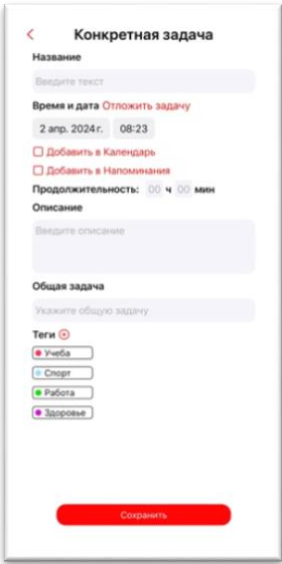 Конкретная задача
Название
Введите текст
Время и дата Отложить задачу
2 апр. 2024 г. 08:23
Добавить в Календарь
Добавить в Напоминания
Продолжительность: 00 ч 00 мин
Описание
Введите описание
Общая задача
Укажите общую задачу
Теги
Учеба
Спорт
Работа
Здоровье
Сохранить